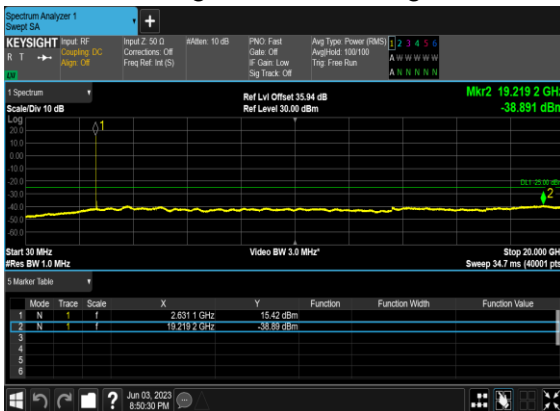 Spectrum Analyzer 1
Swept SA
KEYSIGHT
R T
LV
Input: RF
Coupling: DC
Align: Off
Input Z: 50 Ω
Corrections: Off
Freq Ref: Int (S)
#Atten: 10 dB
PNO: Fast
Gate: Off
IF Gain: Low
Sig Track: Off
Avg Type: Power (RMS)
Avg|Hold: 100/100
Trig: Free Run
1 2 3 4 5 6
A W W W W W
A N N N N N
1 Spectrum
Scale/Div 10 dB
Ref Lvl Offset 35.94 dB
Ref Level 30.00 dBm
Mkr2 19.219 2 GHz
-38.891 dBm
Log
20.0
10.0
0.00
-10.0
-20.0
-30.0
-40.0
-50.0
-60.0
1
DL1 -25.00 dBm
2
Start 30 MHz
#Res BW 1.0 MHz
Video BW 3.0 MHz*
Stop 20.000 GH
Sweep 34.7 ms (40001 pts
5 Marker Table
Mode Trace Scale X Y Function Function Width Function Value
1 N 1 f 2.631 1 GHz 15.42 dBm
2 N 1 f 19.219 2 GHz -38.89 dBm
3
4
5
6
?
Jun 03, 2023
8:50:30 PM